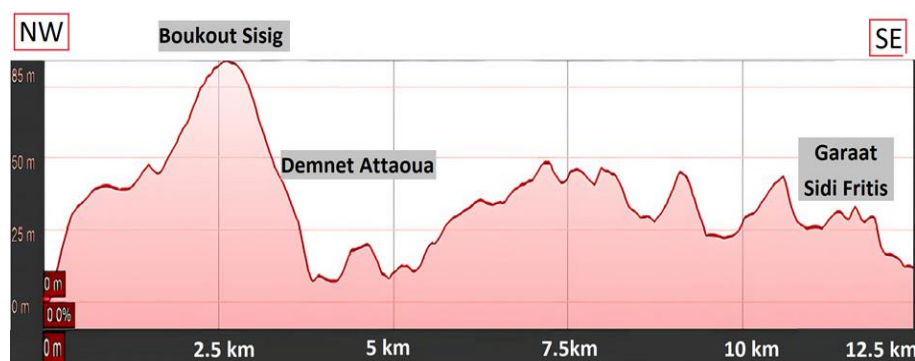 NW
SE
Boukout Sisig
85 m
50 m
Demnet Attaoua
Garaat
Sidi Fritis
25 m
0 m
0 m
0 0%
0 m
2.5 km
5 km
7.5km
10 km
12.5 km